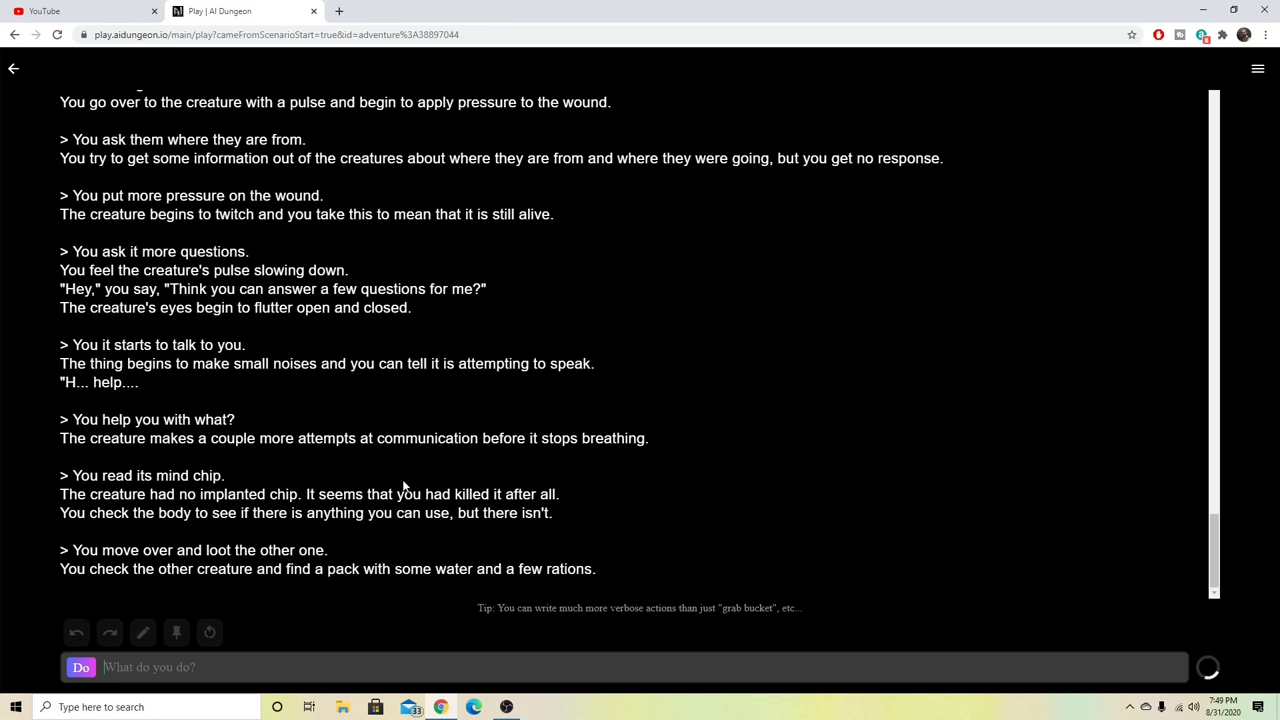 YouTube
Play | AI Dungeon
play.aidungeon.io/main/play?cameFromScenarioStart=true&id=adventure%3A38897044
You go over to the creature with a pulse and begin to apply pressure to the wound.
> You ask them where they are from.
You try to get some information out of the creatures about where they are from and where they were going, but you get no response.
> You put more pressure on the wound.
The creature begins to twitch and you take this to mean that it is still alive.
> You ask it more questions.
You feel the creature's pulse slowing down.
"Hey," you say, "Think you can answer a few questions for me?"
The creature's eyes begin to flutter open and closed.
> You it starts to talk to you.
The thing begins to make small noises and you can tell it is attempting to speak.
"H... help....
> You help you with what?
The creature makes a couple more attempts at communication before it stops breathing.
> You read its mind chip.
The creature had no implanted chip. It seems that you had killed it after all.
You check the body to see if there is anything you can use, but there isn't.
> You move over and loot the other one.
You check the other creature and find a pack with some water and a few rations.
Tip: You can write much more verbose actions than just "grab bucket", etc...
Do What do you do?
Type here to search
33
7:49 PM
8/31/2020